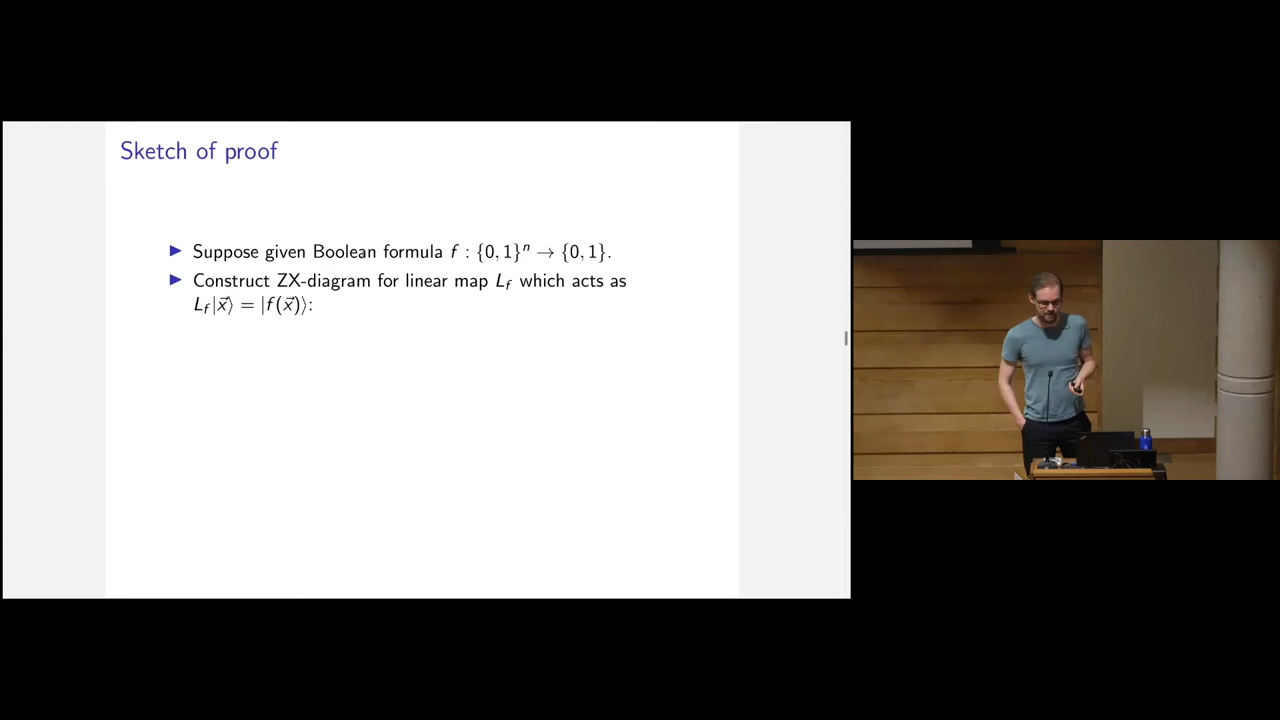 Sketch of proof
▶ Suppose given Boolean formula f : {0, 1}ⁿ → {0, 1}.
▶ Construct ZX-diagram for linear map L_f which acts as
L_f|x⃗⟩ = |f(x⃗)⟩: